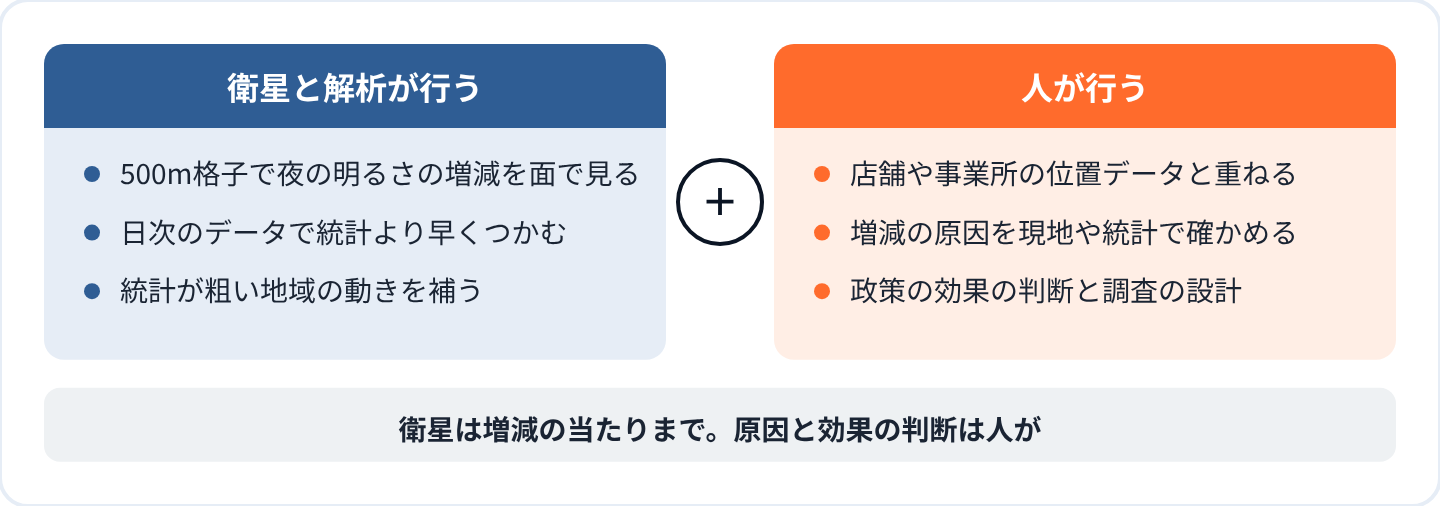 衛星と解析が行う
500m格子で夜の明るさの増減を面で見る
日次のデータで統計より早くつかむ
統計が粗い地域の動きを補う
+
人が行う
店舗や事業所の位置データと重ねる
増減の原因を現地や統計で確かめる
政策の効果の判断と調査の設計
衛星は増減の当たりまで。原因と効果の判断は人が